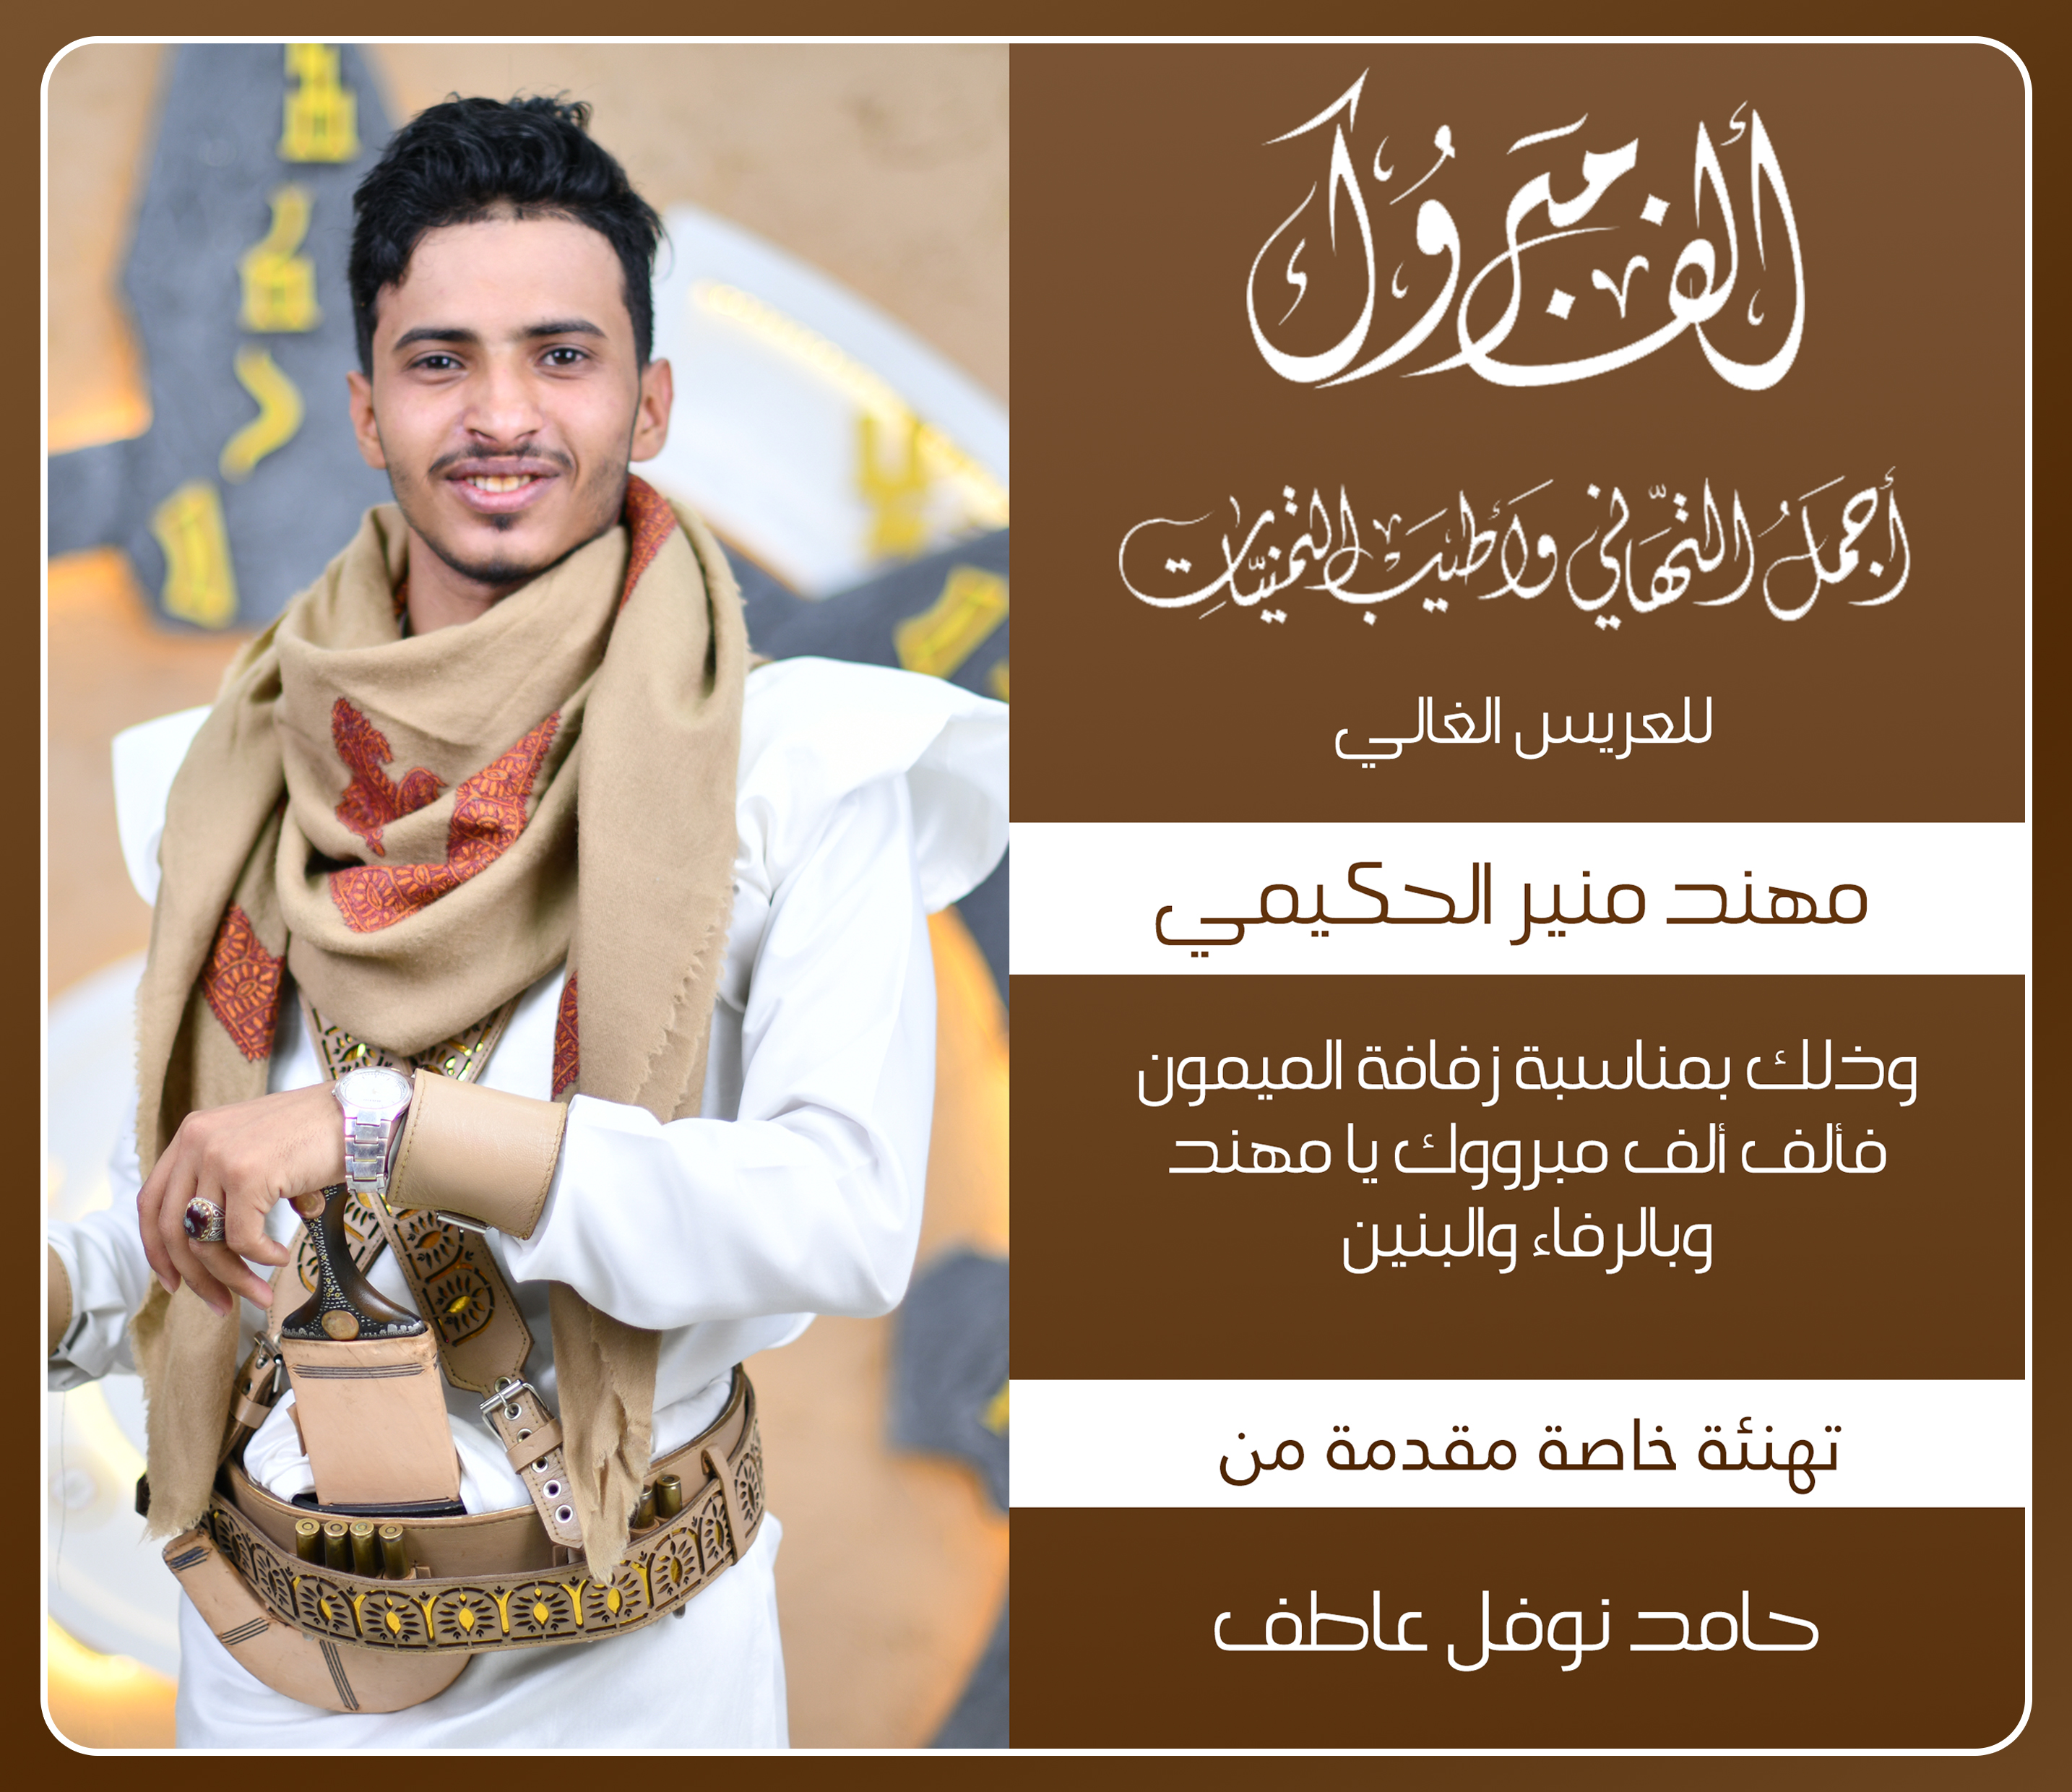 ألف مبروك
أجمل التهاني وأطيب التمنيات
للعريس الغالي
مهند منير الحكيمي
وذلك بمناسبة زفافة الميمون
فألف ألف مبرووك يا مهند
وبالرفاء والبنين
تهنئة خاصة مقدمة من
حامد نوفل عاطف